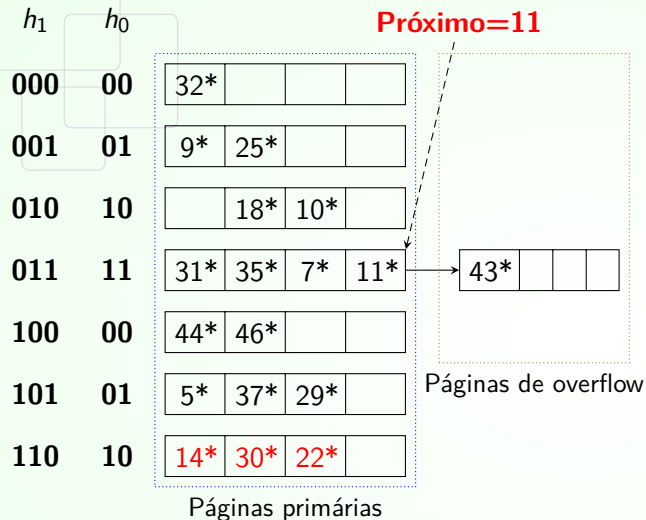 h1 h0 Próximo=11
000 00 32*
001 01 9* 25*
010 10 18* 10*
011 11 31* 35* 7* 11* 43*
100 00 44* 46*
101 01 5* 37* 29*
Páginas de overflow
110 10 14* 30* 22*
Páginas primárias